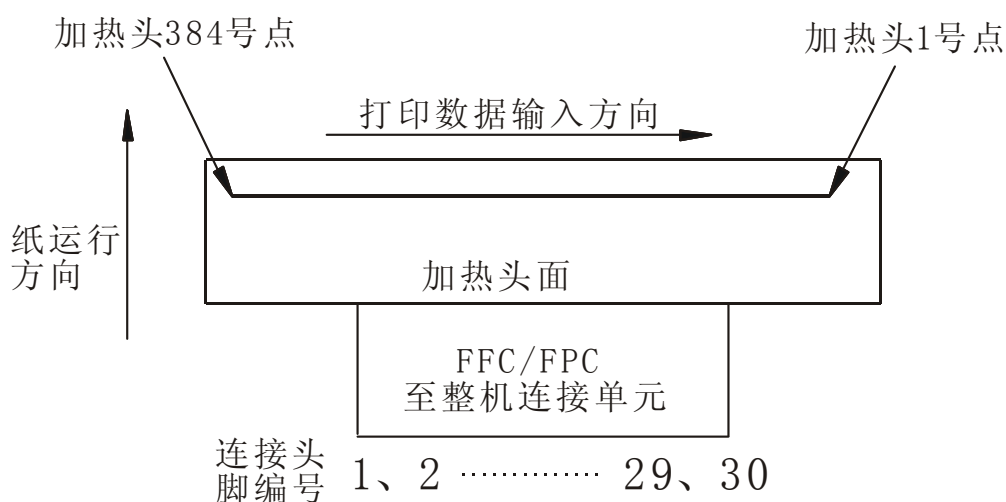 加热头384号点
加热头1号点
打印数据输入方向
纸运行
方向
加热头面
FFC/FPC
至整机连接单元
连接头
脚编号
1、2 ············ 29、30